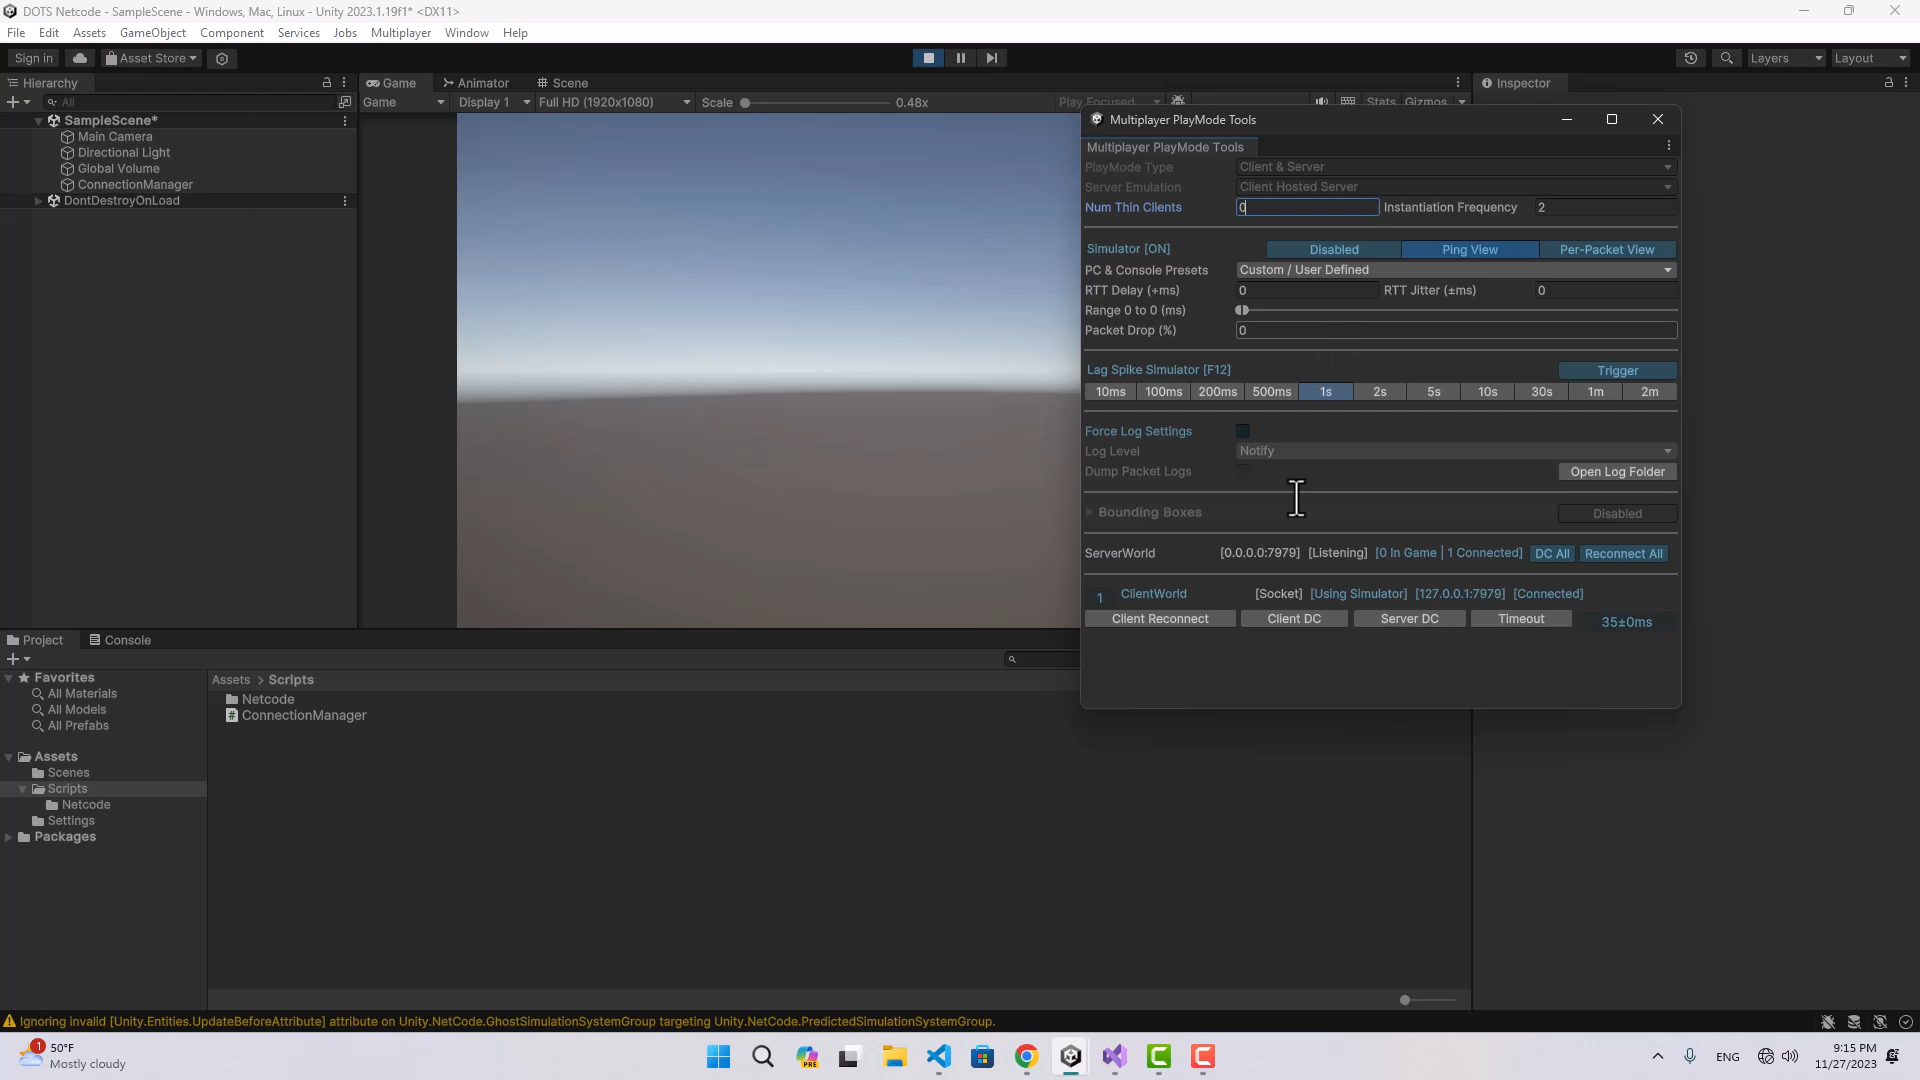 DOTS Netcode - SampleScene - Windows, Mac, Linux - Unity 2023.1.19f1* <DX11>
File Edit Assets GameObject Component Services Jobs Multiplayer Window Help
Sign in Asset Store Layers Layout
Hierarchy
All
SampleScene*
Main Camera
Directional Light
Global Volume
ConnectionManager
DontDestroyOnLoad
Game Animator Scene
Game Display 1 Full HD (1920x1080) Scale 0.48x Play Focused Stats Gizmos
Inspector
Multiplayer PlayMode Tools
Multiplayer PlayMode Tools
PlayMode Type Client & Server
Server Emulation Client Hosted Server
Num Thin Clients 0 Instantiation Frequency 2
Simulator [ON] Disabled Ping View Per-Packet View
PC & Console Presets Custom / User Defined
RTT Delay (+ms) 0 RTT Jitter (±ms) 0
Range 0 to 0 (ms)
Packet Drop (%) 0
Lag Spike Simulator [F12] Trigger
10ms 100ms 200ms 500ms 1s 2s 5s 10s 30s 1m 2m
Force Log Settings
Log Level Notify
Dump Packet Logs Open Log Folder
Bounding Boxes Disabled
ServerWorld [0.0.0.0:7979] [Listening] [0 In Game | 1 Connected] DC All Reconnect All
1 ClientWorld [Socket] [Using Simulator] [127.0.0.1:7979] [Connected]
Client Reconnect Client DC Server DC Timeout 35±0ms
Project Console
Favorites
All Materials
All Models
All Prefabs
Assets
Scenes
Scripts
Netcode
Settings
Packages
Assets > Scripts
Netcode
ConnectionManager
Ignoring invalid [Unity.Entities.UpdateBeforeAttribute] attribute on Unity.NetCode.GhostSimulationSystemGroup targeting Unity.NetCode.PredictedSimulationSystemGroup.
1
50°F
Mostly cloudy
PRE
ENG
9:15 PM
11/27/2023